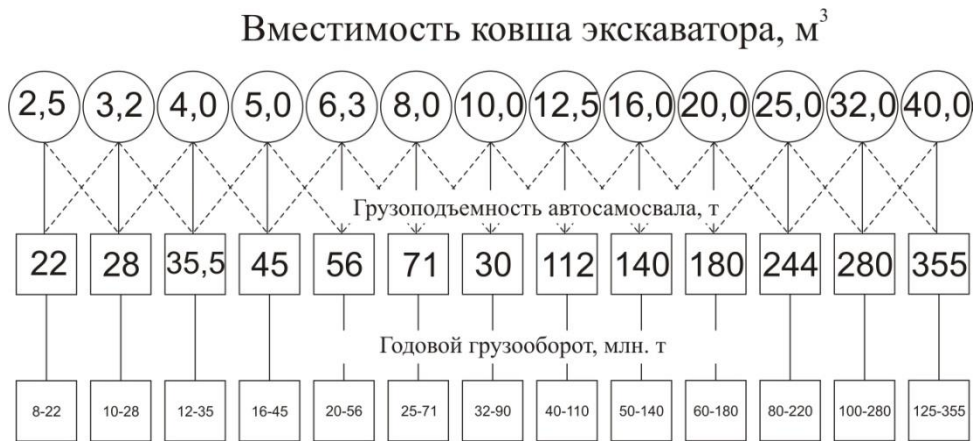 Вместимость ковша экскаватора, м³
2,5 3,2 4,0 5,0 6,3 8,0 10,0 12,5 16,0 20,0 25,0 32,0 40,0
Грузоподъемность автосамосвала, т
22 28 35,5 45 56 71 30 112 140 180 244 280 355
Годовой грузооборот, млн. т
8-22 10-28 12-35 16-45 20-56 25-71 32-90 40-110 50-140 60-180 80-220 100-280 125-355